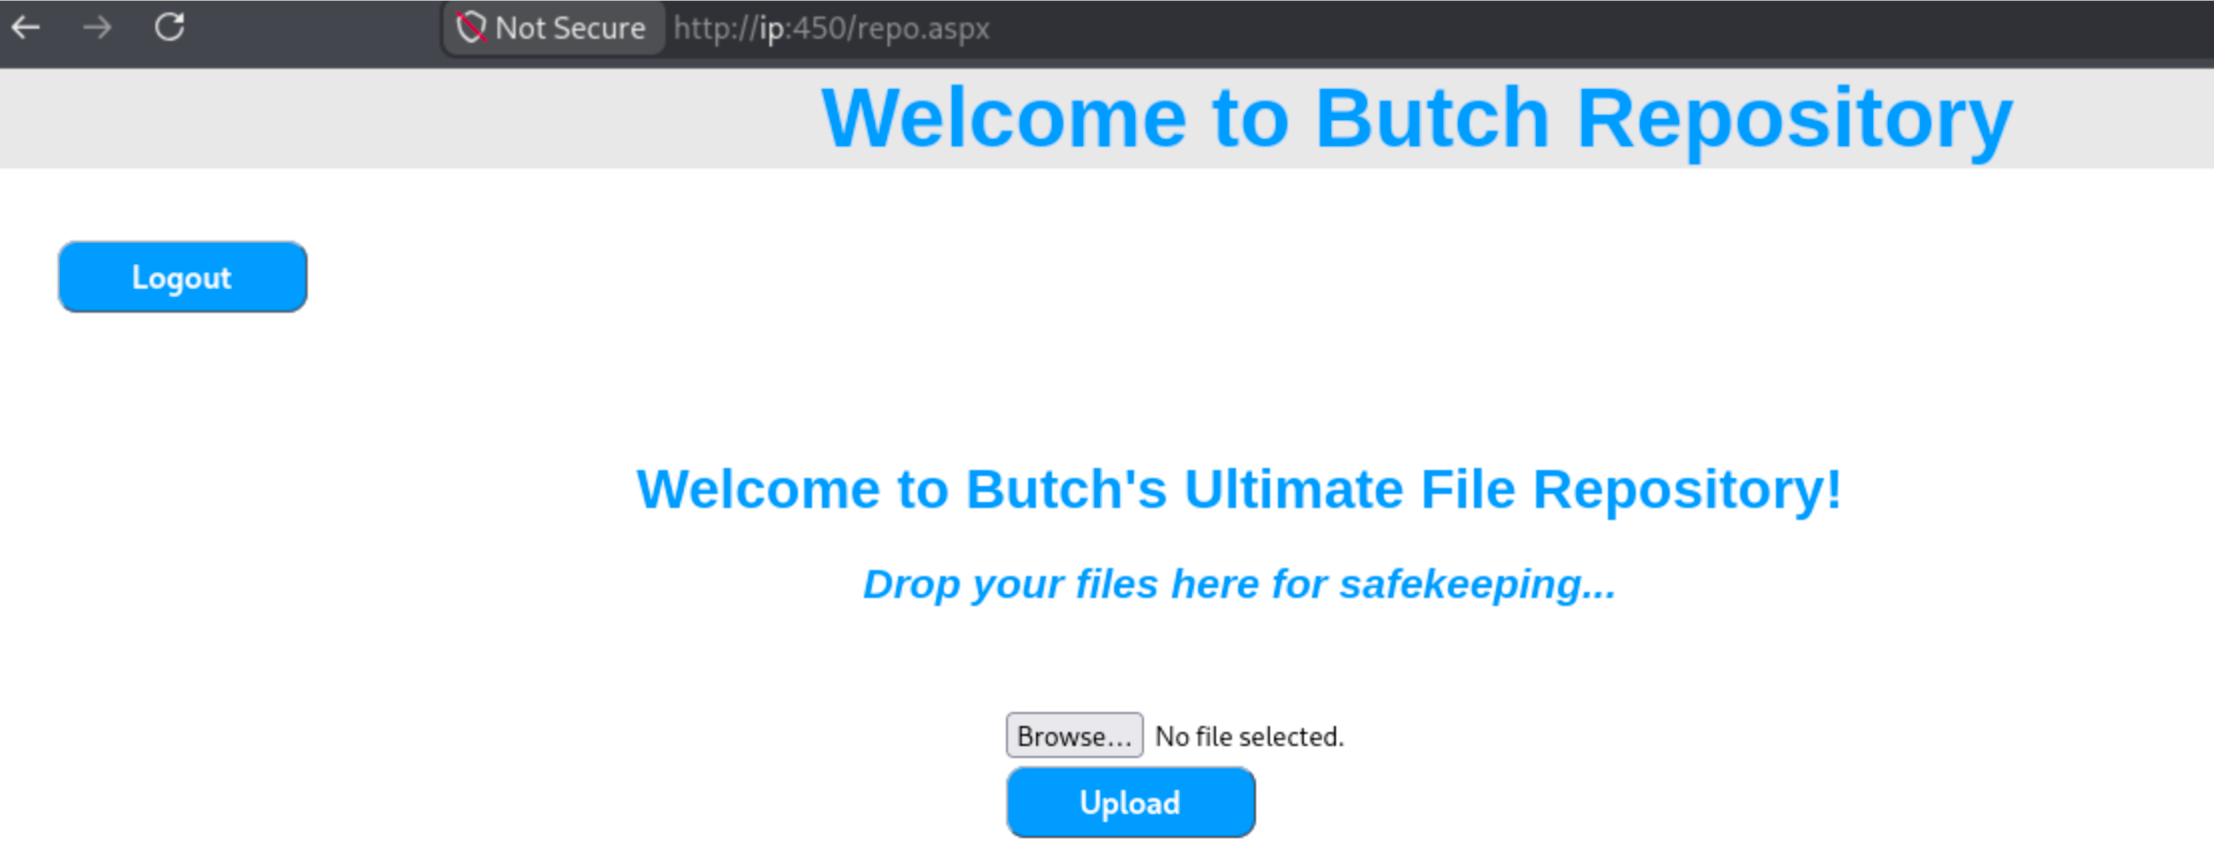 Not Secure http://ip:450/repo.aspx
Welcome to Butch Repository
Logout
Welcome to Butch's Ultimate File Repository!
Drop your files here for safekeeping...
Browse... No file selected.
Upload